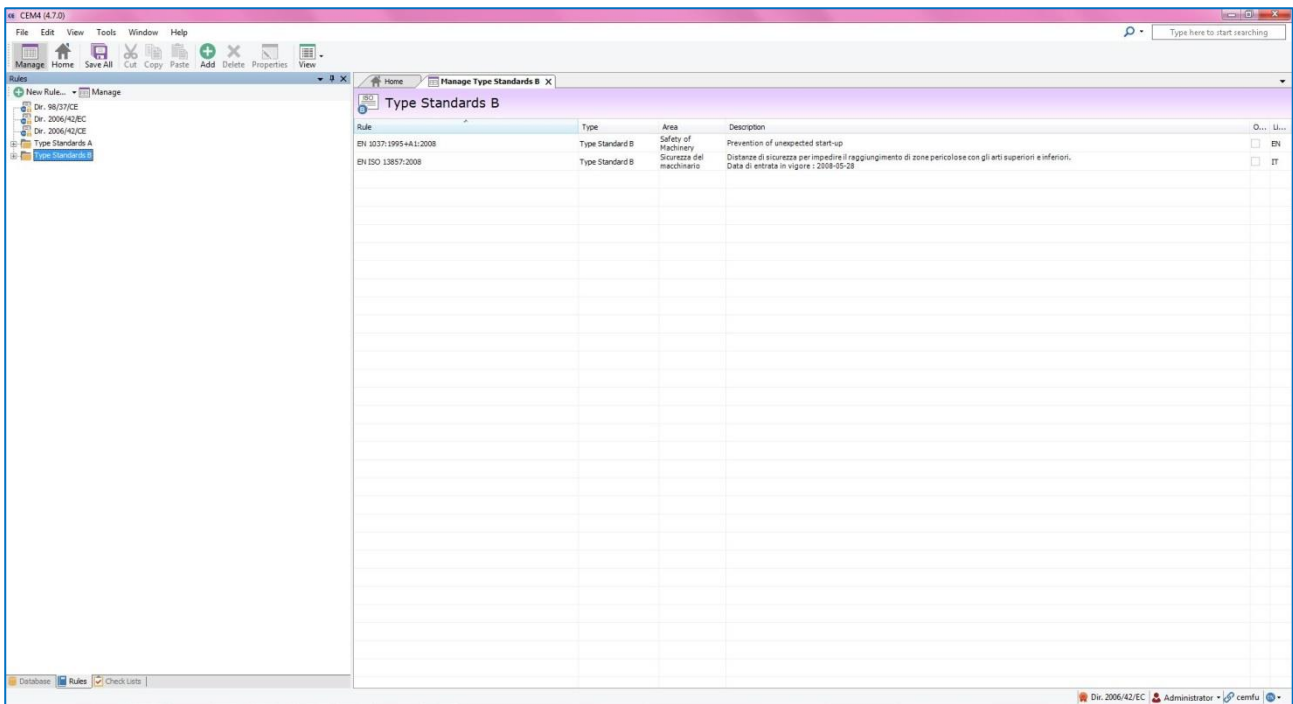 CEM4 (4.7.0)
File Edit View Tools Window Help
Type here to start searching
Manage Home Save All Cut Copy Paste Add Delete Properties View
Rules
New Rule... Manage
Dir. 98/37/CE
Dir. 2006/42/EC
Dir. 2006/42/CE
Type Standards A
Type Standards B
Home Manage Type Standards B X
Type Standards B
Rule Type Area Description O... Li...
EN 1037:1995+A1:2008 Type Standard B Safety of Machinery Prevention of unexpected start-up EN
EN ISO 13857:2008 Type Standard B Sicurezza del macchinario Distanze di sicurezza per impedire il raggiungimento di zone pericolose con gli arti superiori e inferiori.
Data di entrata in vigore : 2008-05-28 IT
Database Rules Check Lists
Dir. 2006/42/EC Administrator cemfu